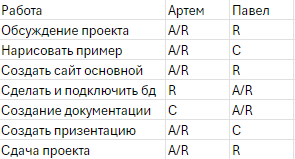 Работа Артем Павел
Обсуждение проекта A/R R
Нарисовать пример A/R C
Создать сайт основной A/R R
Сделать и подключить бд R A/R
Создание документации C A/R
Создать призентацию A/R C
Сдача проекта A/R R